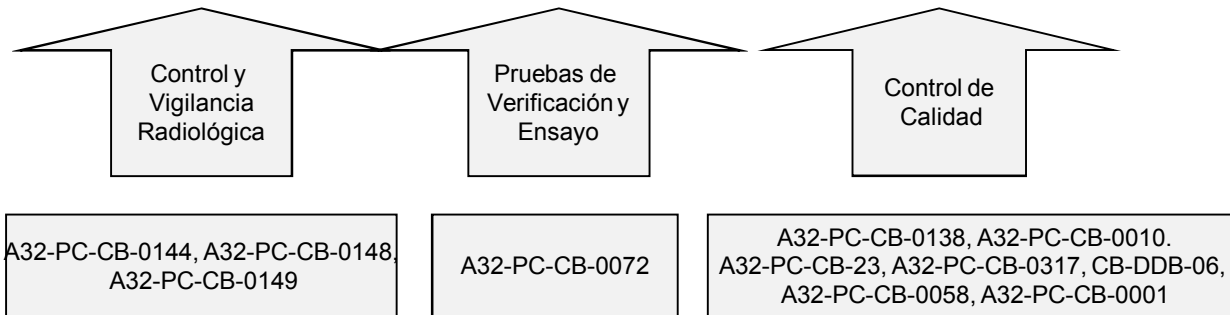 Control y
Vigilancia
Radiológica
Pruebas de
Verificación y
Ensayo
Control de
Calidad
A32-PC-CB-0144, A32-PC-CB-0148,
A32-PC-CB-0149
A32-PC-CB-0072
A32-PC-CB-0138, A32-PC-CB-0010.
A32-PC-CB-23, A32-PC-CB-0317, CB-DDB-06,
A32-PC-CB-0058, A32-PC-CB-0001